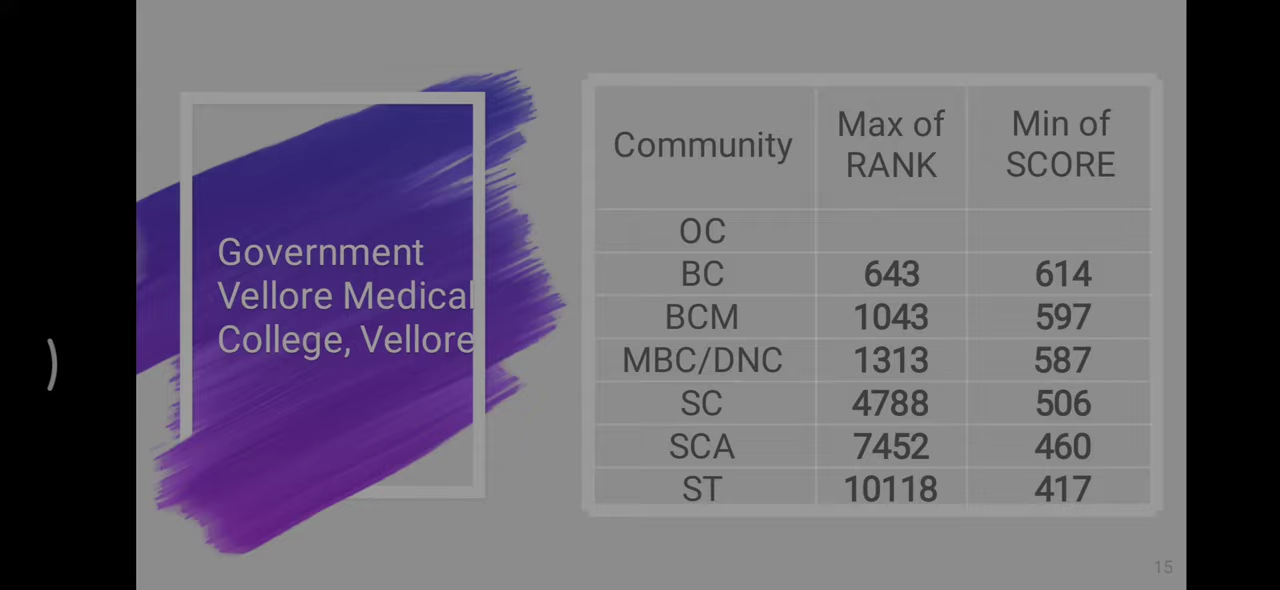 Government
Vellore Medical
College, Vellore
Community Max of RANK Min of SCORE
OC
BC 643 614
BCM 1043 597
MBC/DNC 1313 587
SC 4788 506
SCA 7452 460
ST 10118 417
15